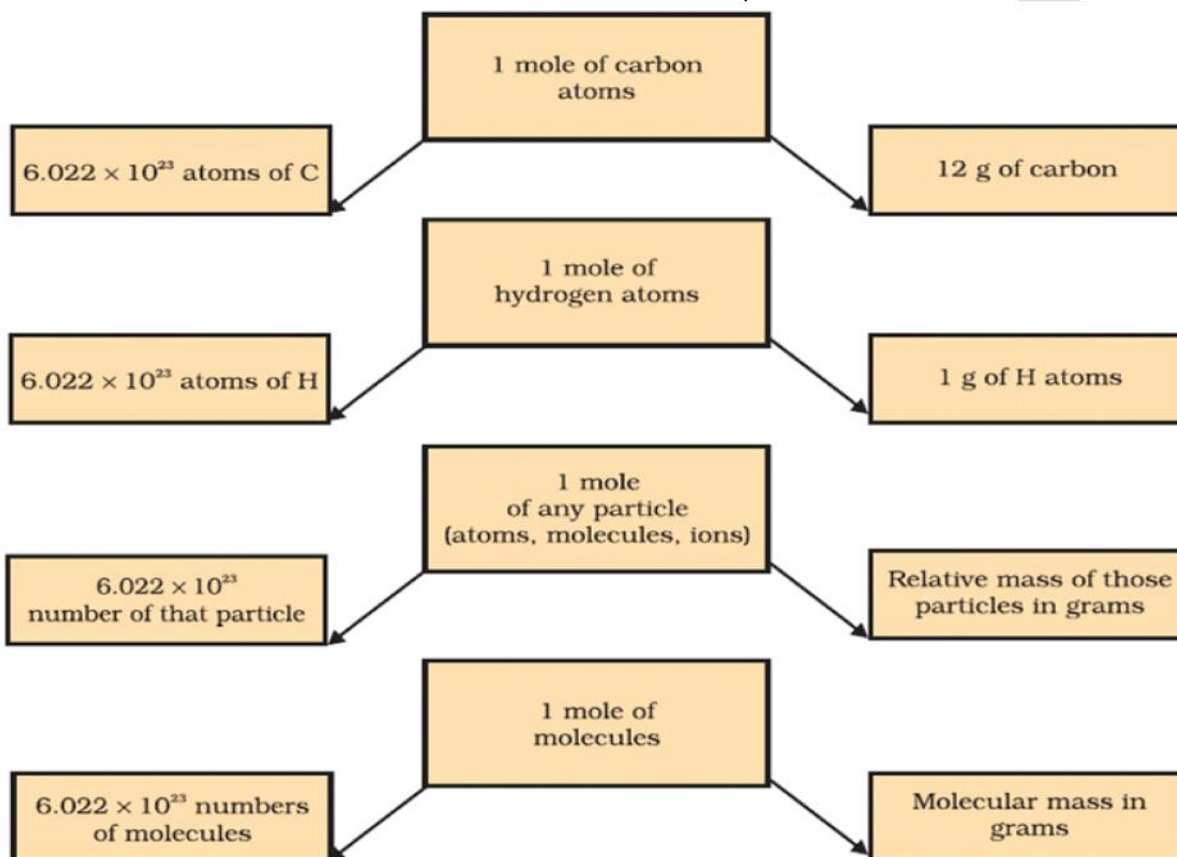 1 mole of carbon
atoms
6.022 × 10²³ atoms of C
12 g of carbon
1 mole of
hydrogen atoms
6.022 × 10²³ atoms of H
1 g of H atoms
1 mole
of any particle
(atoms, molecules, ions)
6.022 × 10²³
number of that particle
Relative mass of those
particles in grams
1 mole of
molecules
6.022 × 10²³ numbers
of molecules
Molecular mass in
grams